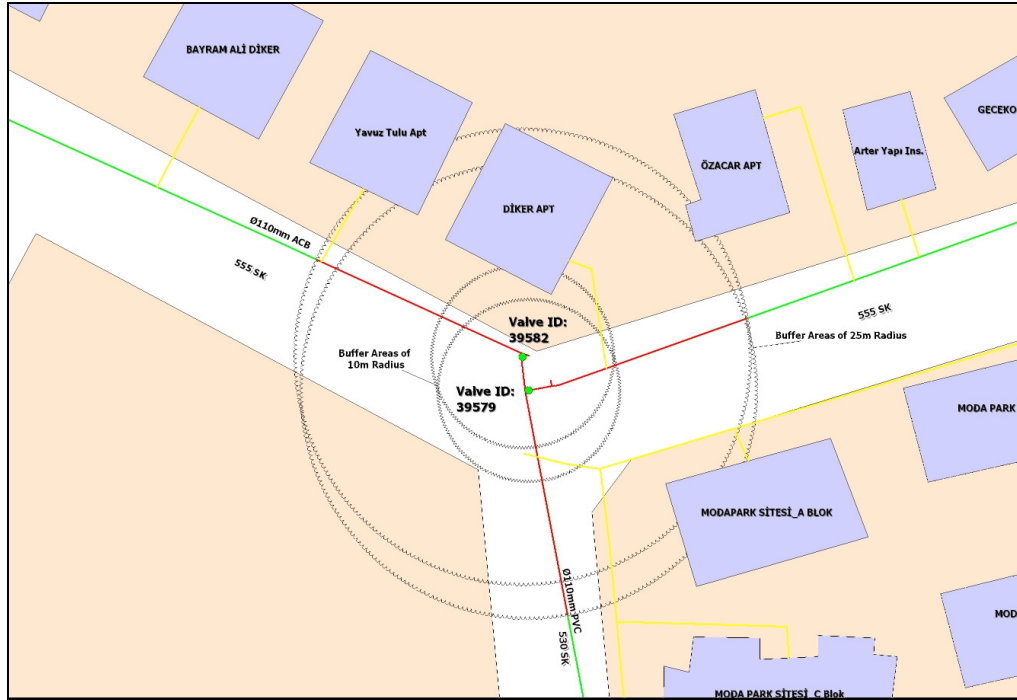 BAYRAM ALİ DİKER
Yavuz Tulu Apt
DİKER APT
ÖZACAR APT
Arter Yapı Ins.
GECEKO
Ø110mm ACB
555 SK
555 SK
Valve ID:
39582
Buffer Areas of 25m Radius
Buffer Areas of
10m Radius
Valve ID:
39579
MODA PARK
MODAPARK SİTESİ_A BLOK
Ø110mm PVC
530 SK
MOD
MODA PARK SİTESİ_C Blok